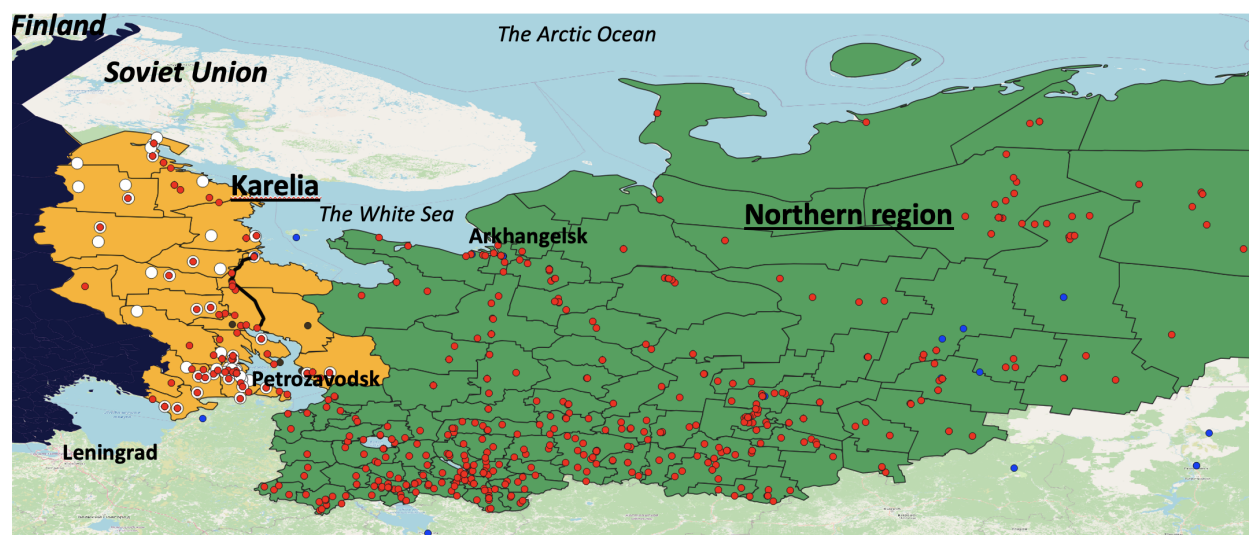 Finland
The Arctic Ocean
Soviet Union
Karelia
The White Sea
Northern region
Arkhangelsk
Petrozavodsk
Leningrad